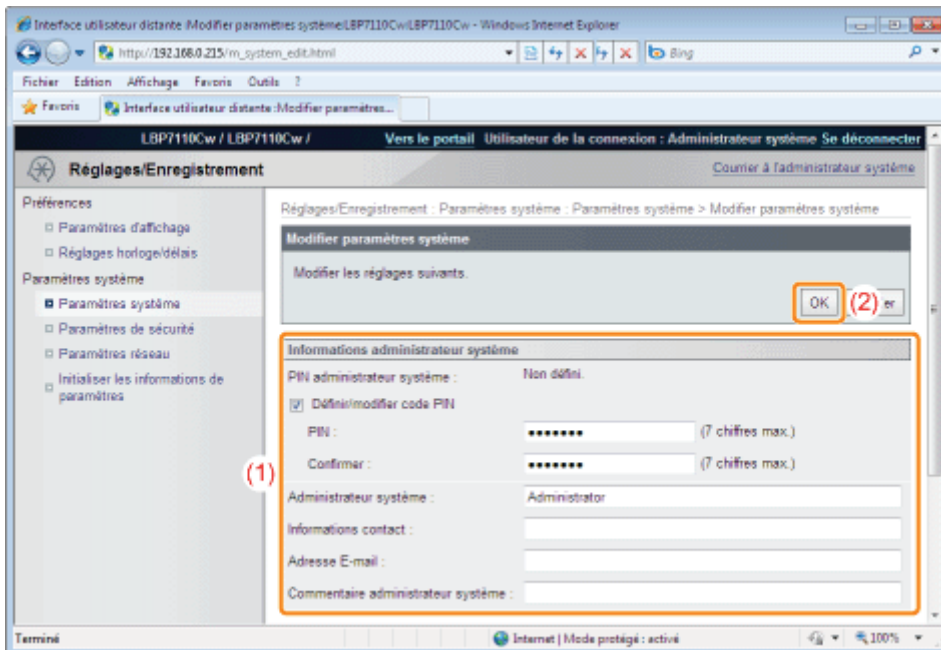 Interface utilisateur distante :Modifier paramètres système:LBP7110Cw:LBP7110Cw - Windows Internet Explorer
http://192.168.0.215/m_system_edit.html
Bing
Fichier Edition Affichage Favoris Outils ?
Favoris Interface utilisateur distante :Modifier paramètres...
LBP7110Cw / LBP7110Cw / Vers le portail Utilisateur de la connexion : Administrateur système Se déconnecter
Réglages/Enregistrement Courrier à l'administrateur système
Préférences
Paramètres d'affichage
Réglages horloge/délais
Paramètres système
Paramètres système
Paramètres de sécurité
Paramètres réseau
Initialiser les informations de
paramètres
Réglages/Enregistrement : Paramètres système : Paramètres système > Modifier paramètres système
Modifier paramètres système
Modifier les réglages suivants.
OK (2) er
(1)
Informations administrateur système
PIN administrateur système : Non défini.
Définir/modifier code PIN
PIN : ••••••• (7 chiffres max.)
Confirmer : ••••••• (7 chiffres max.)
Administrateur système : Administrator
Informations contact :
Adresse E-mail :
Commentaire administrateur système :
Terminé Internet | Mode protégé : activé 100%